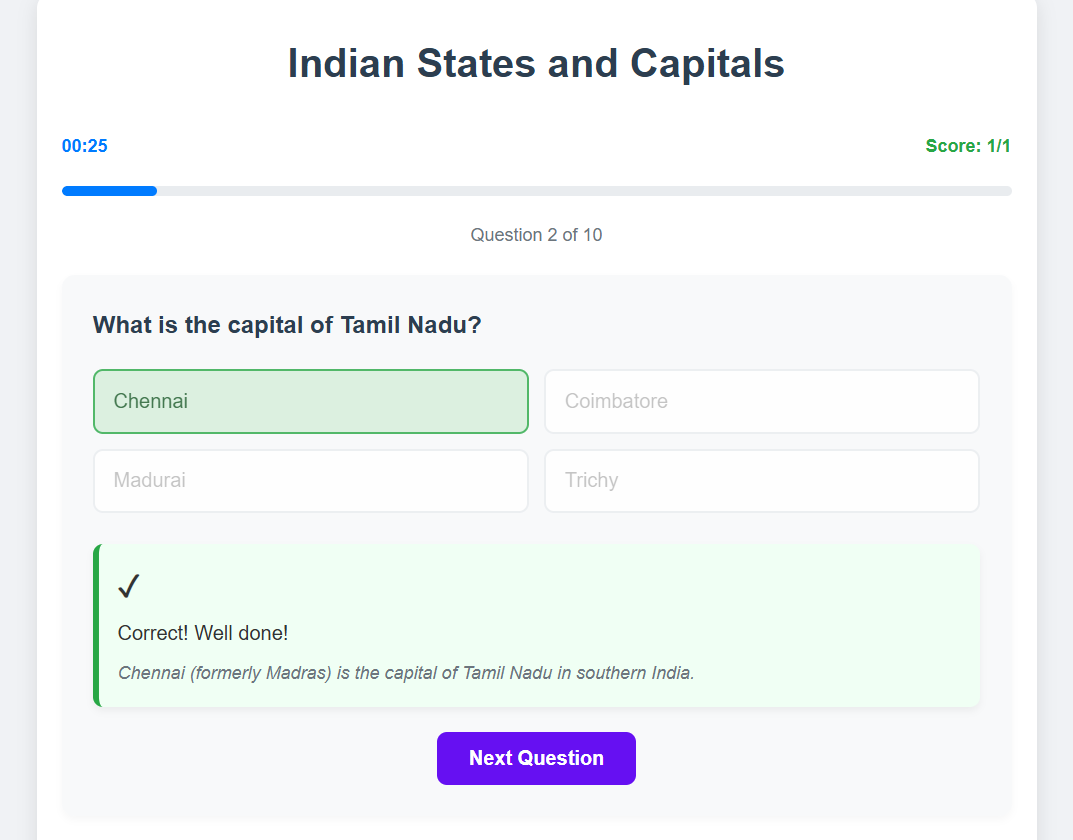 Indian States and Capitals
00:25
Score: 1/1
Question 2 of 10
What is the capital of Tamil Nadu?
Chennai
Coimbatore
Madurai
Trichy
✓
Correct! Well done!
Chennai (formerly Madras) is the capital of Tamil Nadu in southern India.
Next Question